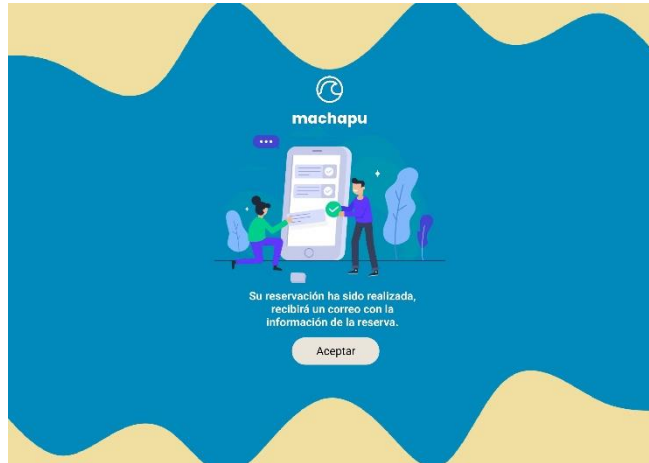 machapu
Su reservación ha sido realizada,
recibirá un correo con la
información de la reserva.
Aceptar